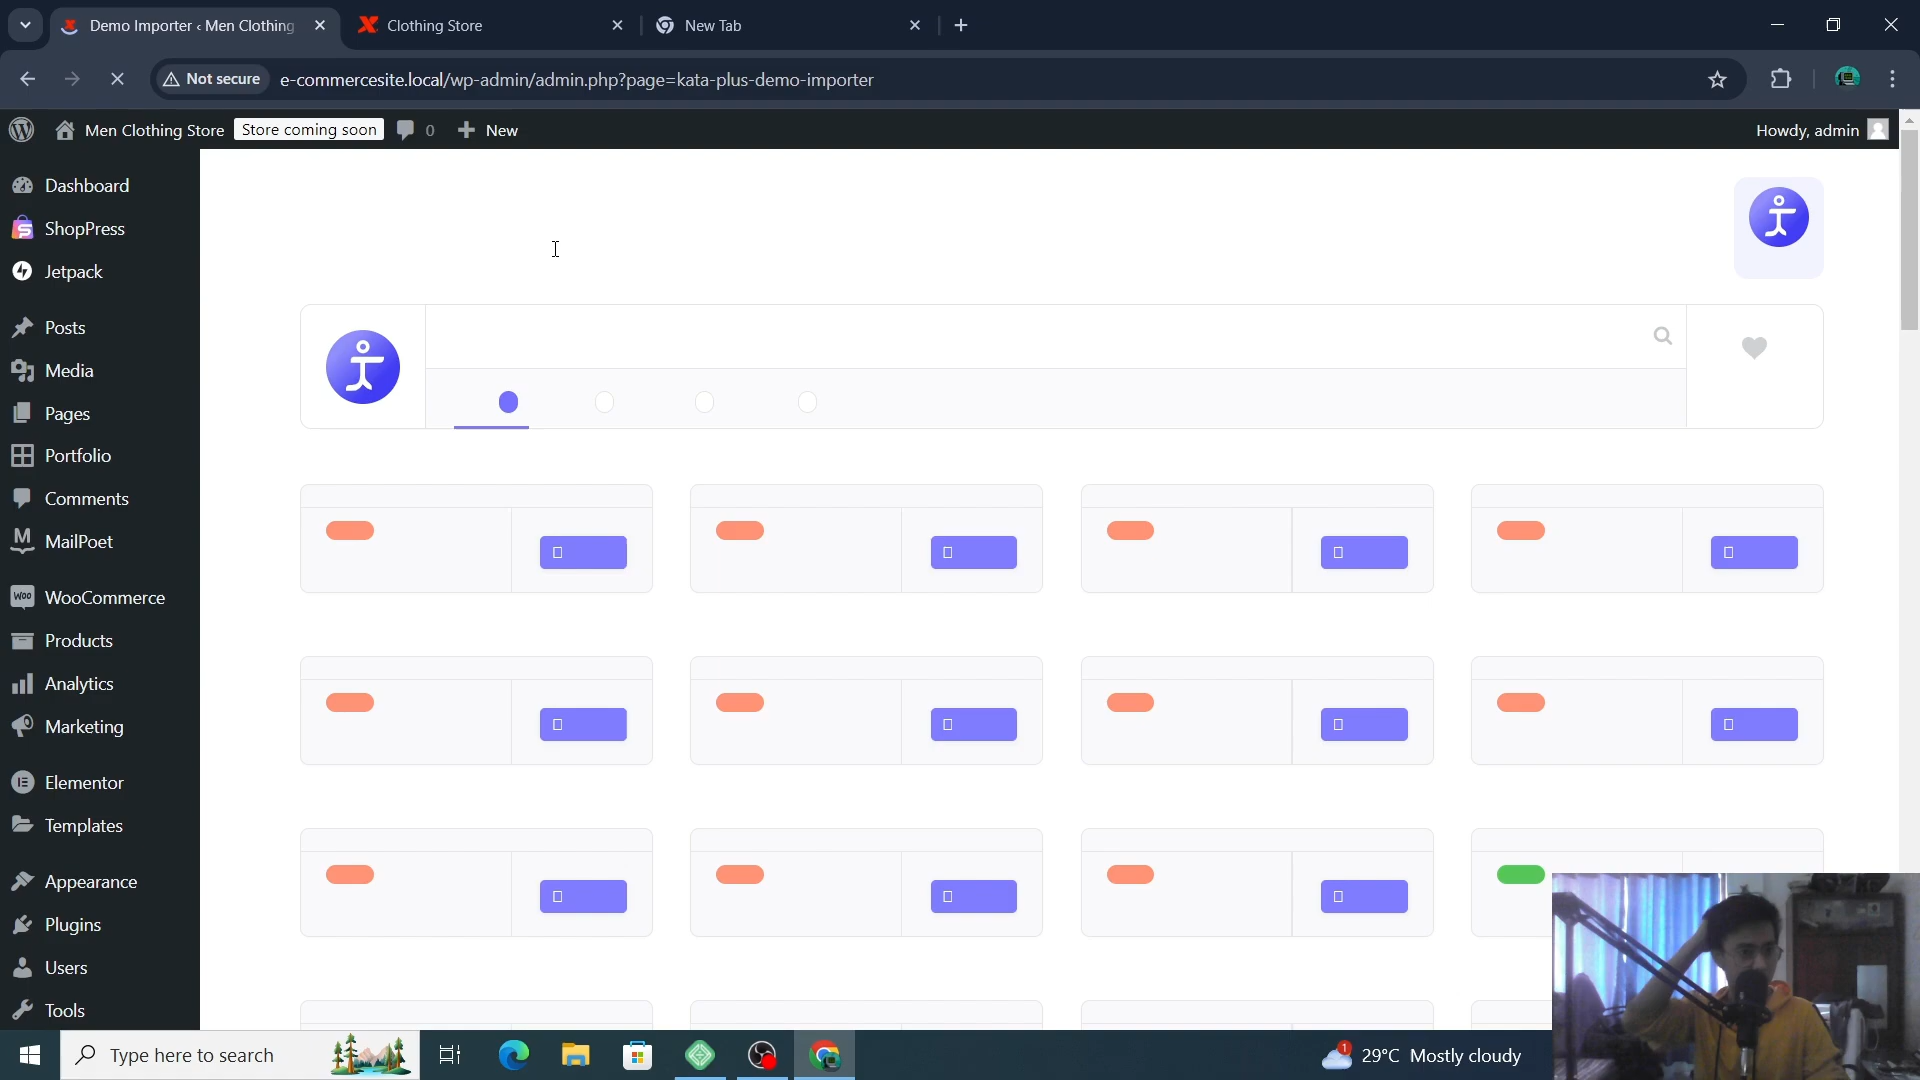 Demo Importer ‹ Men Clothing
Clothing Store
New Tab
Not secure
e-commercesite.local/wp-admin/admin.php?page=kata-plus-demo-importer
Men Clothing Store
Store coming soon
0
New
Howdy, admin
Dashboard
ShopPress
Jetpack
Posts
Media
Pages
Portfolio
Comments
MailPoet
WooCommerce
Products
Analytics
Marketing
Elementor
Templates
Appearance
Plugins
Users
Tools
Type here to search
1
29°C Mostly cloudy